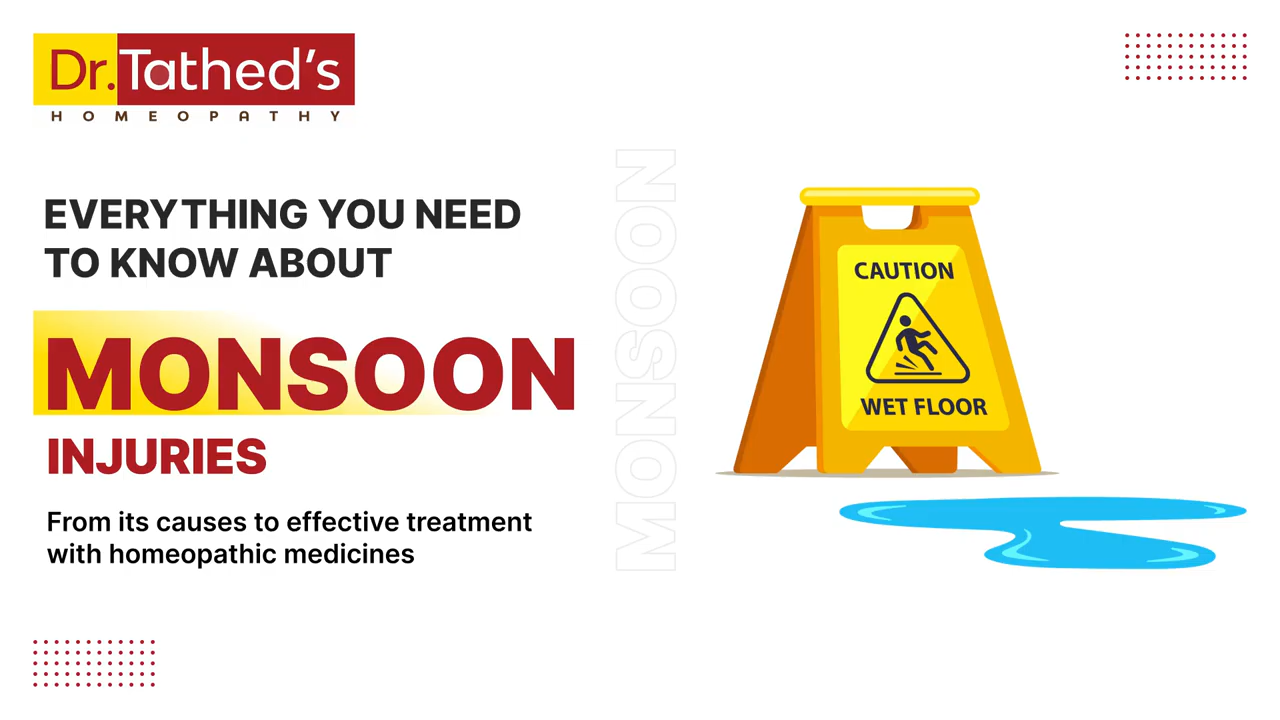 Dr.Tathed's
HOMEOPATHY
EVERYTHING YOU NEED
TO KNOW ABOUT
MONSOON
INJURIES
From its causes to effective treatment
with homeopathic medicines
MONSOON
CAUTION
WET FLOOR